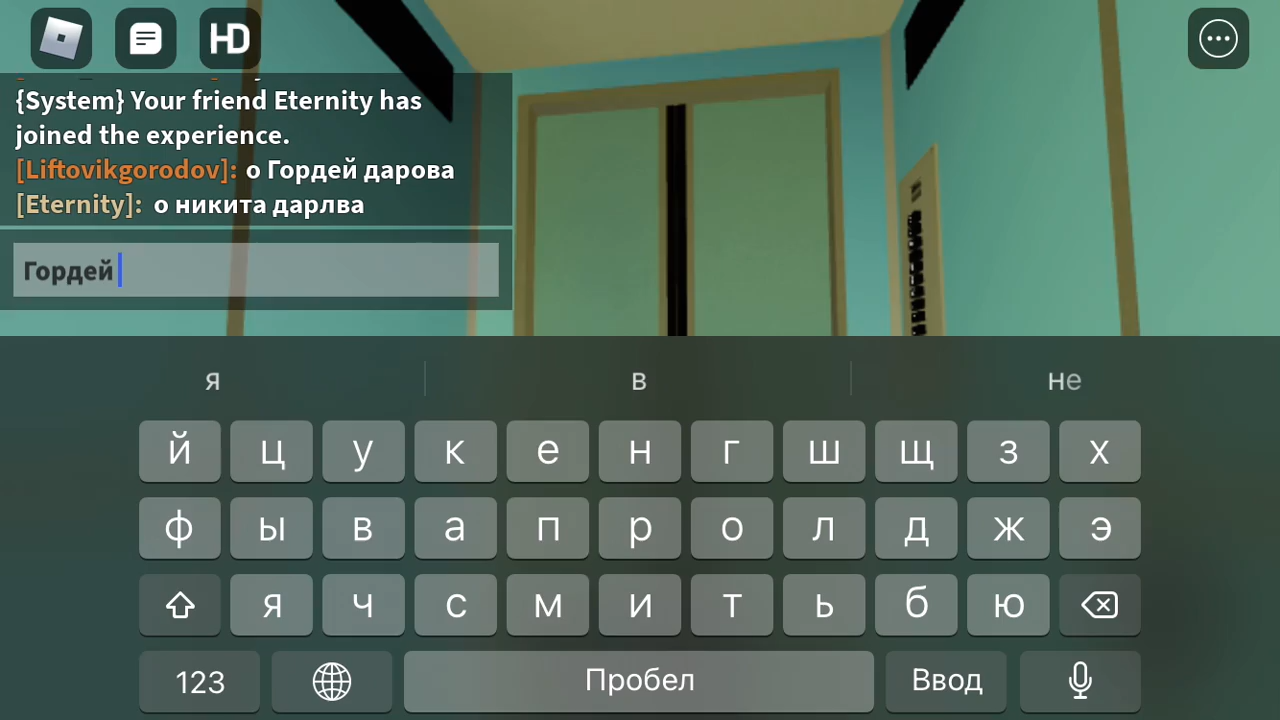 HD
{System} Your friend Eternity has
joined the experience.
[Liftovikgorodov]: о Гордей дарова
[Eternity]: о никита дарлва
Гордей
я в не
й ц у к е н г ш щ з х
ф ы в а п р о л д ж э
я ч с м и т ь б ю
123 Пробел Ввод